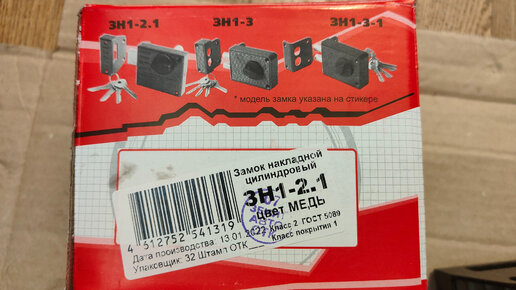 ЗН1-2.1 ЗН1-3 ЗН1-3-1
* модель замка указана на стикере
Замок накладной
цилиндровый
ЗН1-2.1
цвет МЕДЬ
4 612752 541319
Дата производства: 13.01.2022 Класс 2 ГОСТ 5089
Упаковщик: 32 Штамп ОТК Класс покрытия 1